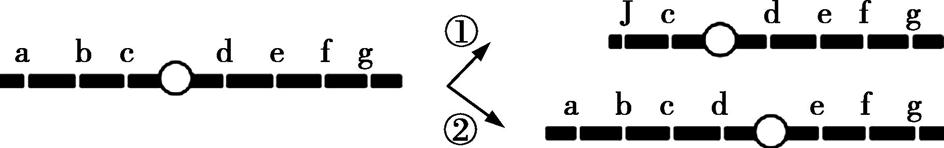 a b c d e f g
①
J c d e f g
②
a b c d e f g